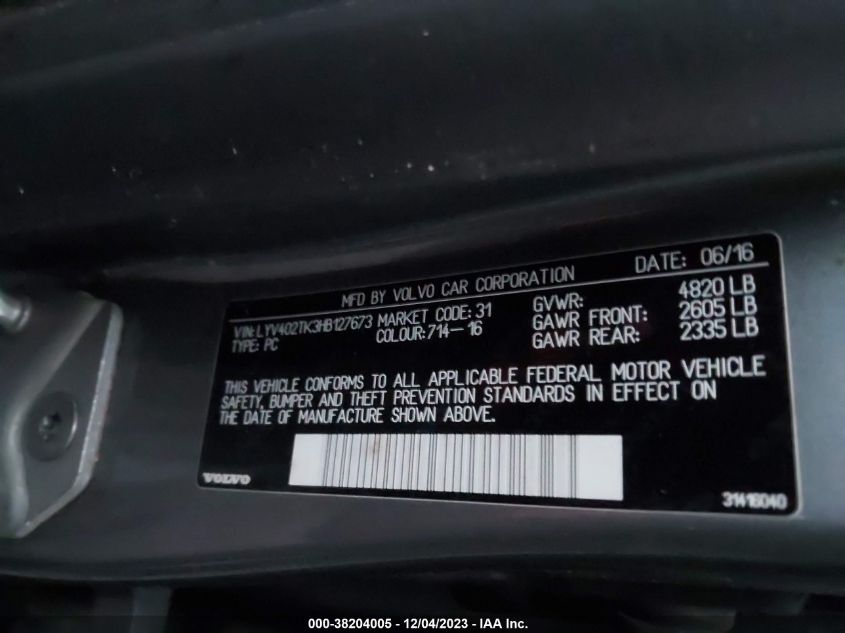 MFD BY VOLVO CAR CORPORATION DATE: 06/16
VIN: LYV402TK3HB127673 MARKET CODE: 31 GVWR: 4820 LB
TYPE: PC COLOUR: 714-16 GAWR FRONT: 2605 LB
GAWR REAR: 2335 LB
THIS VEHICLE CONFORMS TO ALL APPLICABLE FEDERAL MOTOR VEHICLE
SAFETY, BUMPER AND THEFT PREVENTION STANDARDS IN EFFECT ON
THE DATE OF MANUFACTURE SHOWN ABOVE.
VOLVO 31416040
000-38204005 - 12/04/2023 - IAA Inc.